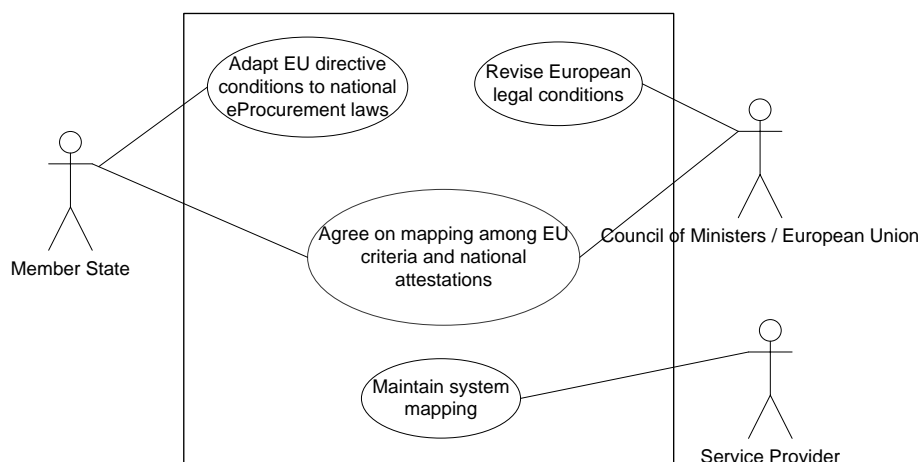 Adapt EU directive
conditions to national
eProcurement laws
Revise European
legal conditions
Agree on mapping among EU
criteria and national
attestations
Council of Ministers / European Union
Member State
Maintain system
mapping
Service Provider